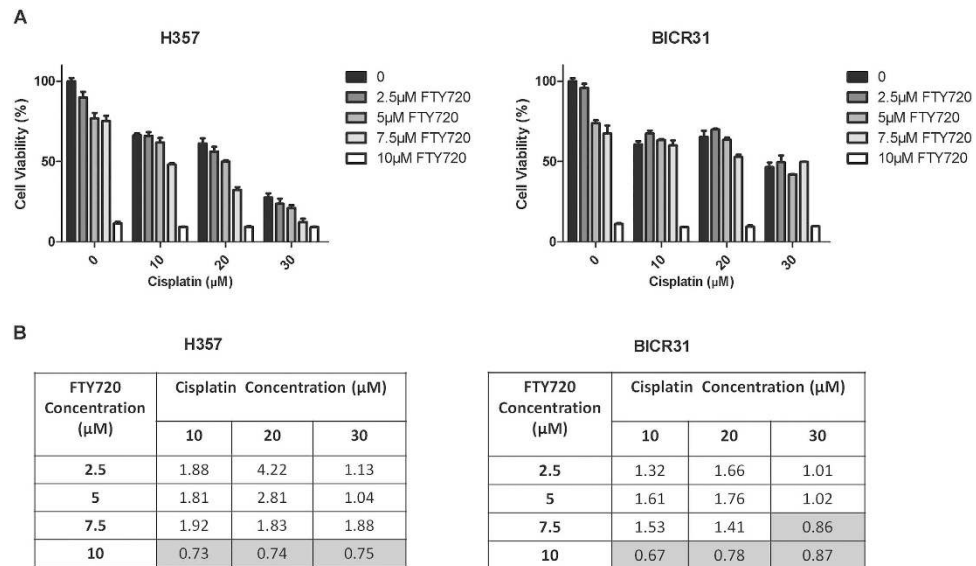 A
H357
Cell Viability (%)
100
50
0
0
10
20
30
Cisplatin (µM)
0
2.5µM FTY720
5µM FTY720
7.5µM FTY720
10µM FTY720
BICR31
Cell Viability (%)
100
50
0
0
10
20
30
Cisplatin (µM)
0
2.5µM FTY720
5µM FTY720
7.5µM FTY720
10µM FTY720
B
H357
FTY720 Concentration (µM)
Cisplatin Concentration (µM)
10 20 30
2.5 1.88 4.22 1.13
5 1.81 2.81 1.04
7.5 1.92 1.83 1.88
10 0.73 0.74 0.75
BICR31
FTY720 Concentration (µM)
Cisplatin Concentration (µM)
10 20 30
2.5 1.32 1.66 1.01
5 1.61 1.76 1.02
7.5 1.53 1.41 0.86
10 0.67 0.78 0.87